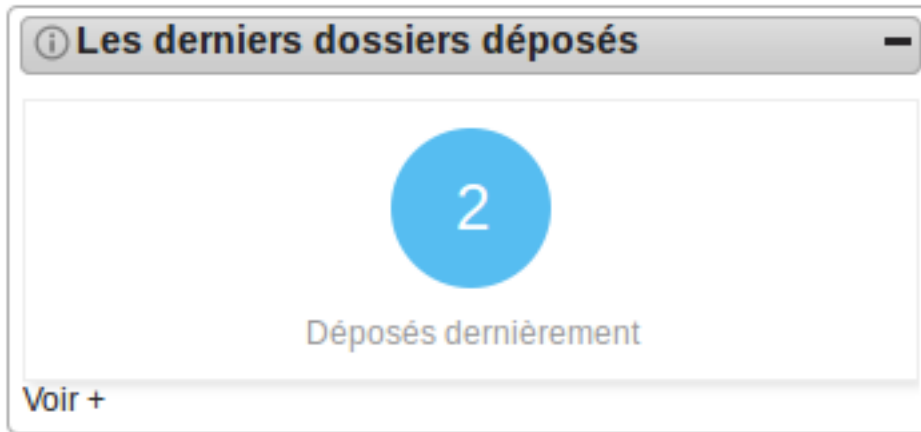 Les derniers dossiers déposés
2
Déposés dernièrement
Voir +